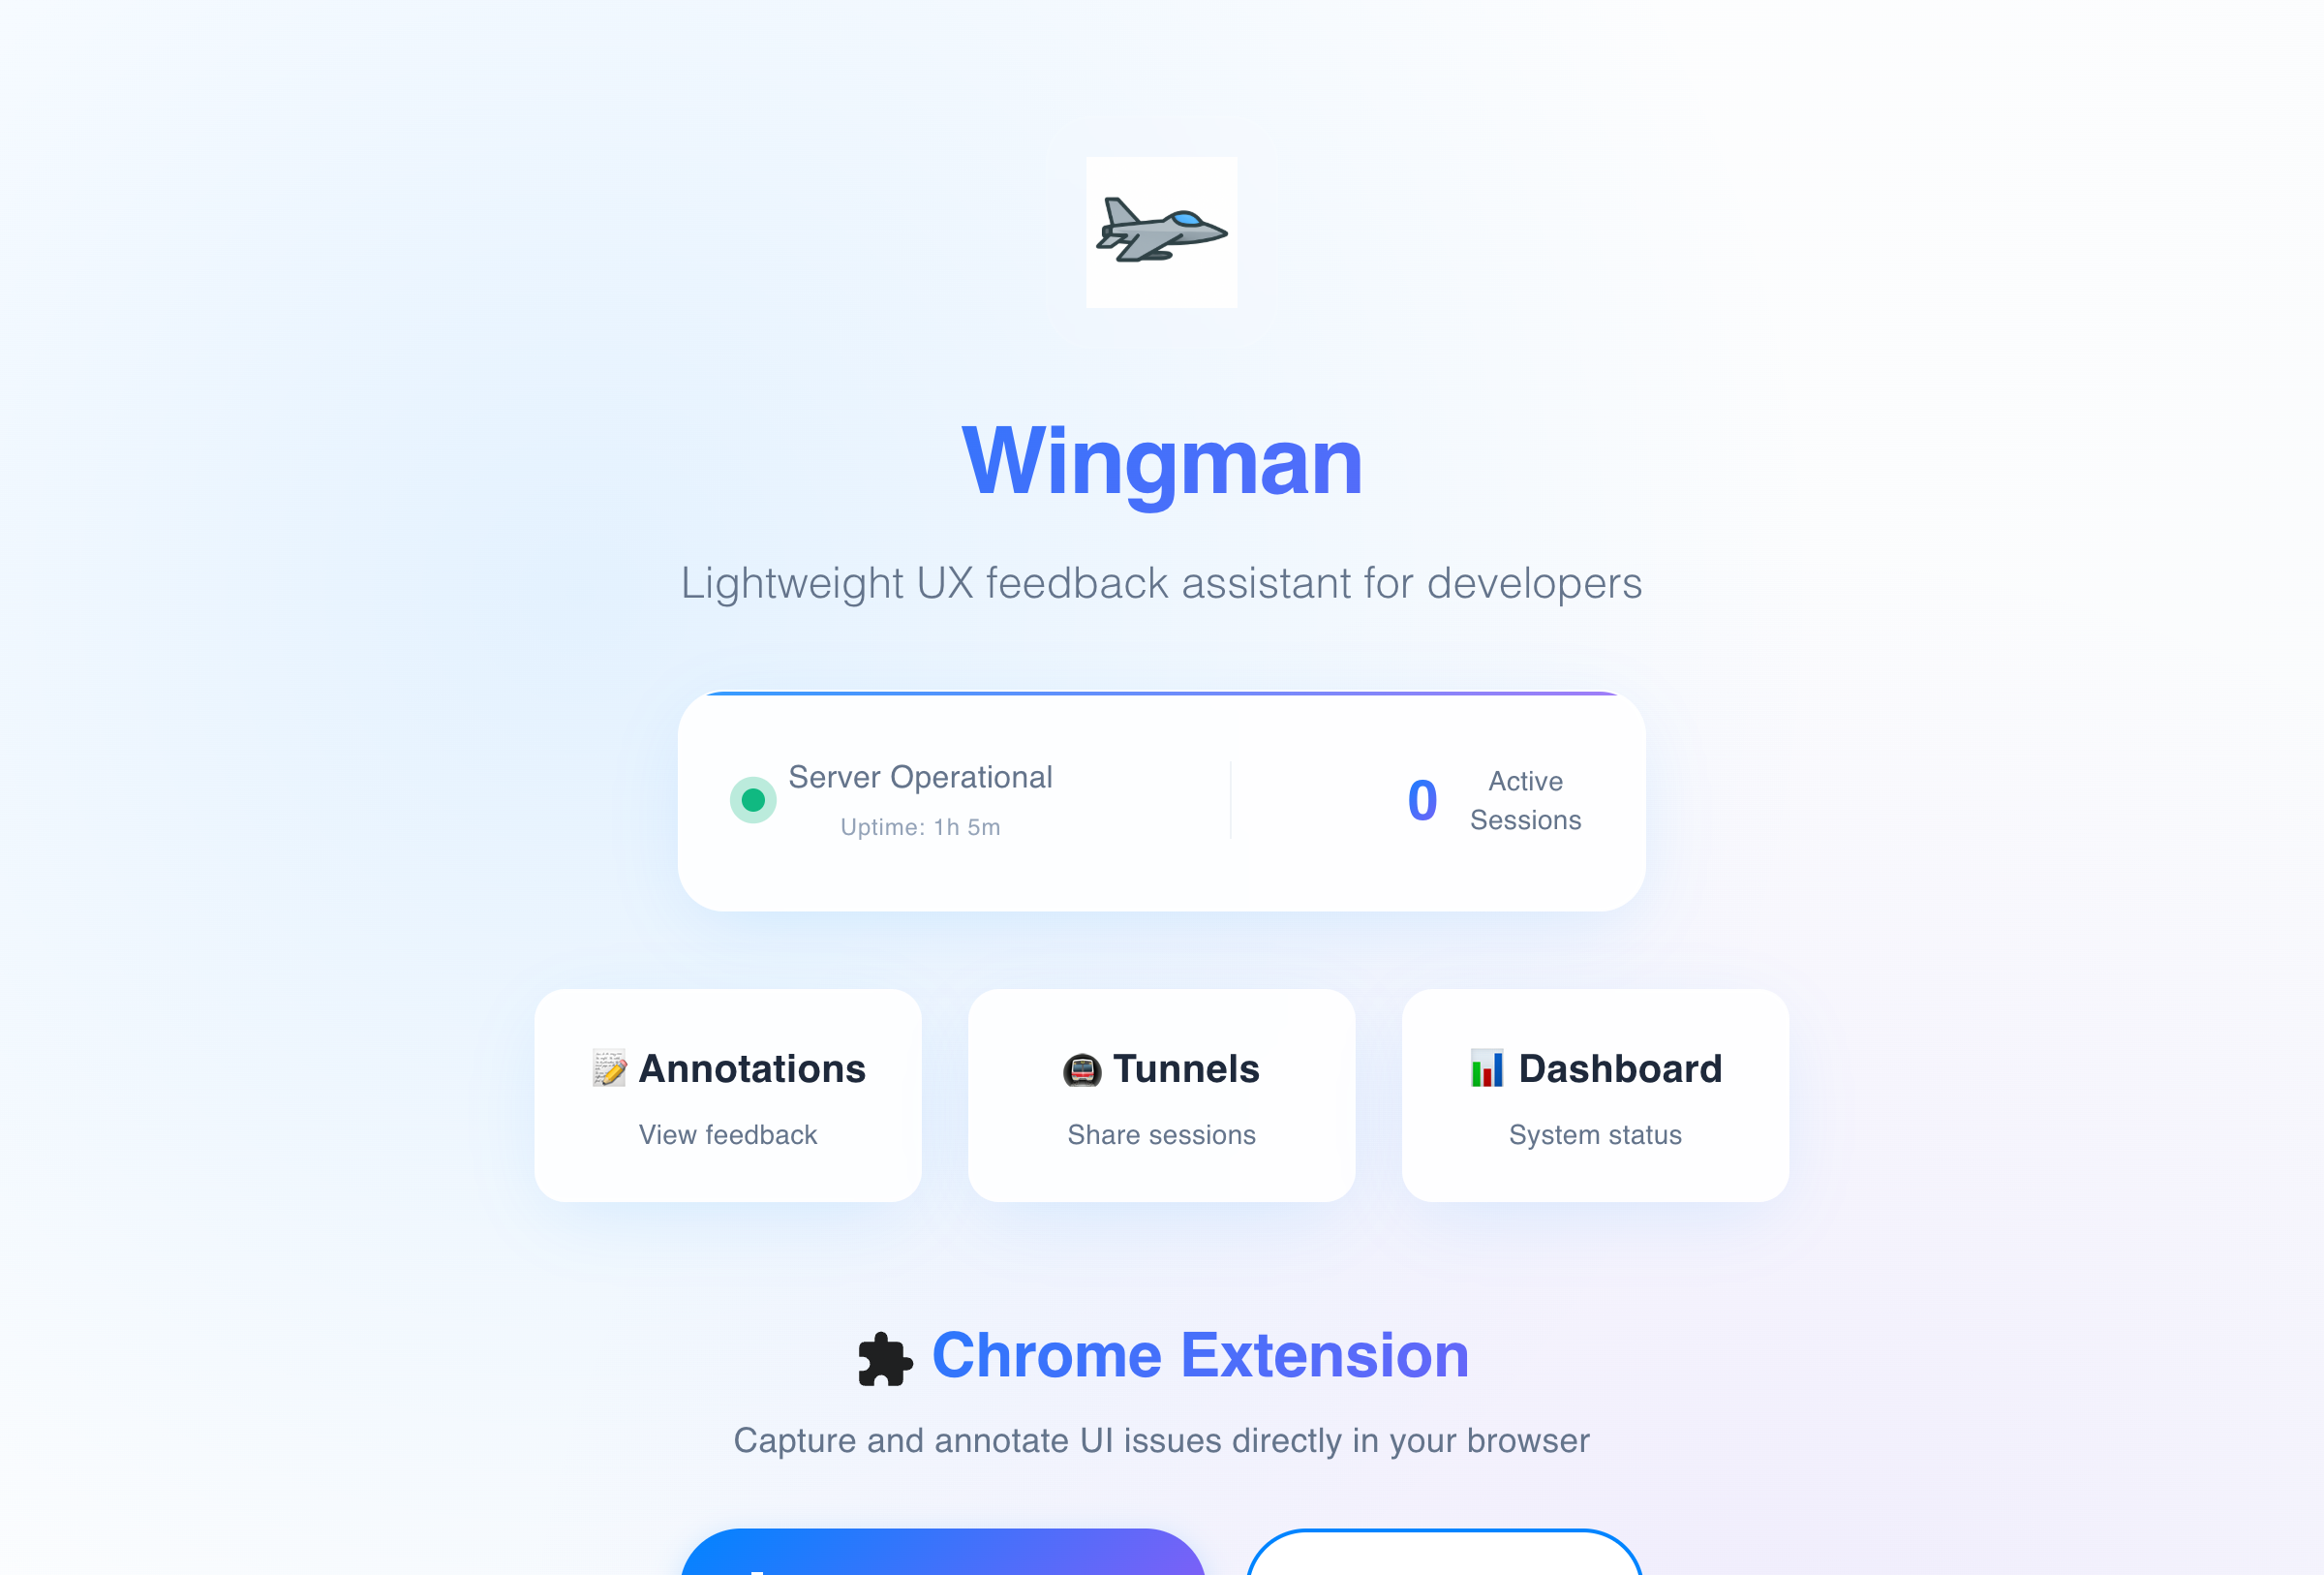 Wingman
Lightweight UX feedback assistant for developers
Server Operational
Uptime: 1h 5m
0
Active
Sessions
📝 Annotations
View feedback
🚇 Tunnels
Share sessions
📊 Dashboard
System status
Chrome Extension
Capture and annotate UI issues directly in your browser